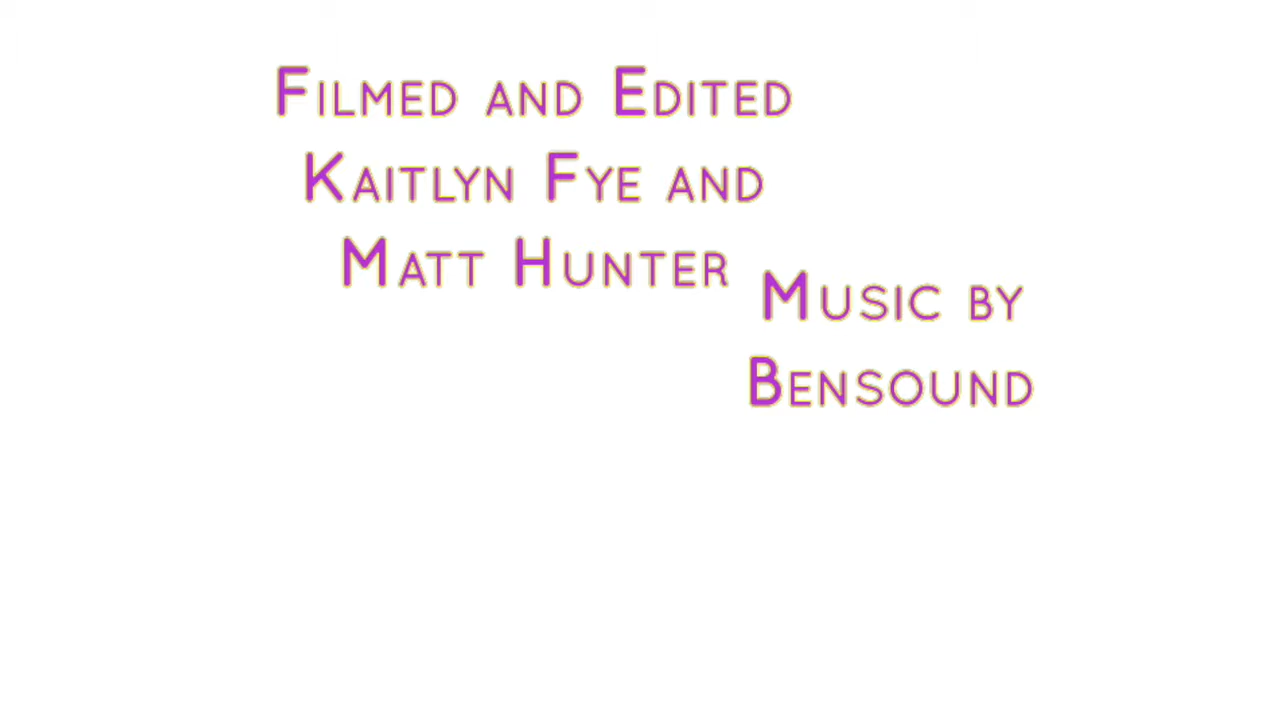 Filmed and Edited
Kaitlyn Fye and
Matt Hunter
Music by
Bensound